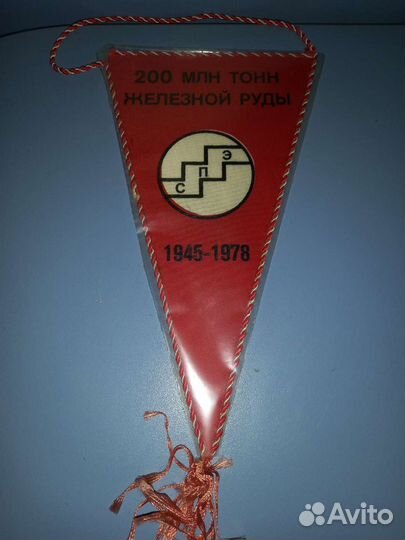 200 МЛН ТОНН
ЖЕЛЕЗНОЙ РУДЫ
С П Э
1945-1978
Avito